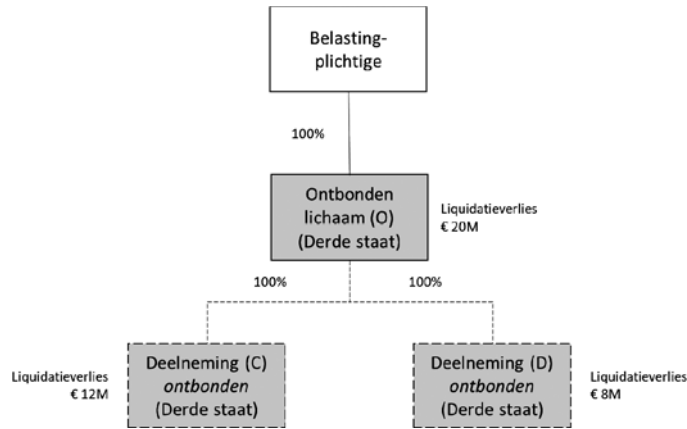 Belasting-
plichtige
100%
Ontbonden
lichaam (O)
(Derde staat)
Liquidatieverlies
€ 20M
100%
100%
Liquidatieverlies
€ 12M
Deelneming (C)
ontbonden
(Derde staat)
Deelneming (D)
ontbonden
(Derde staat)
Liquidatieverlies
€ 8M